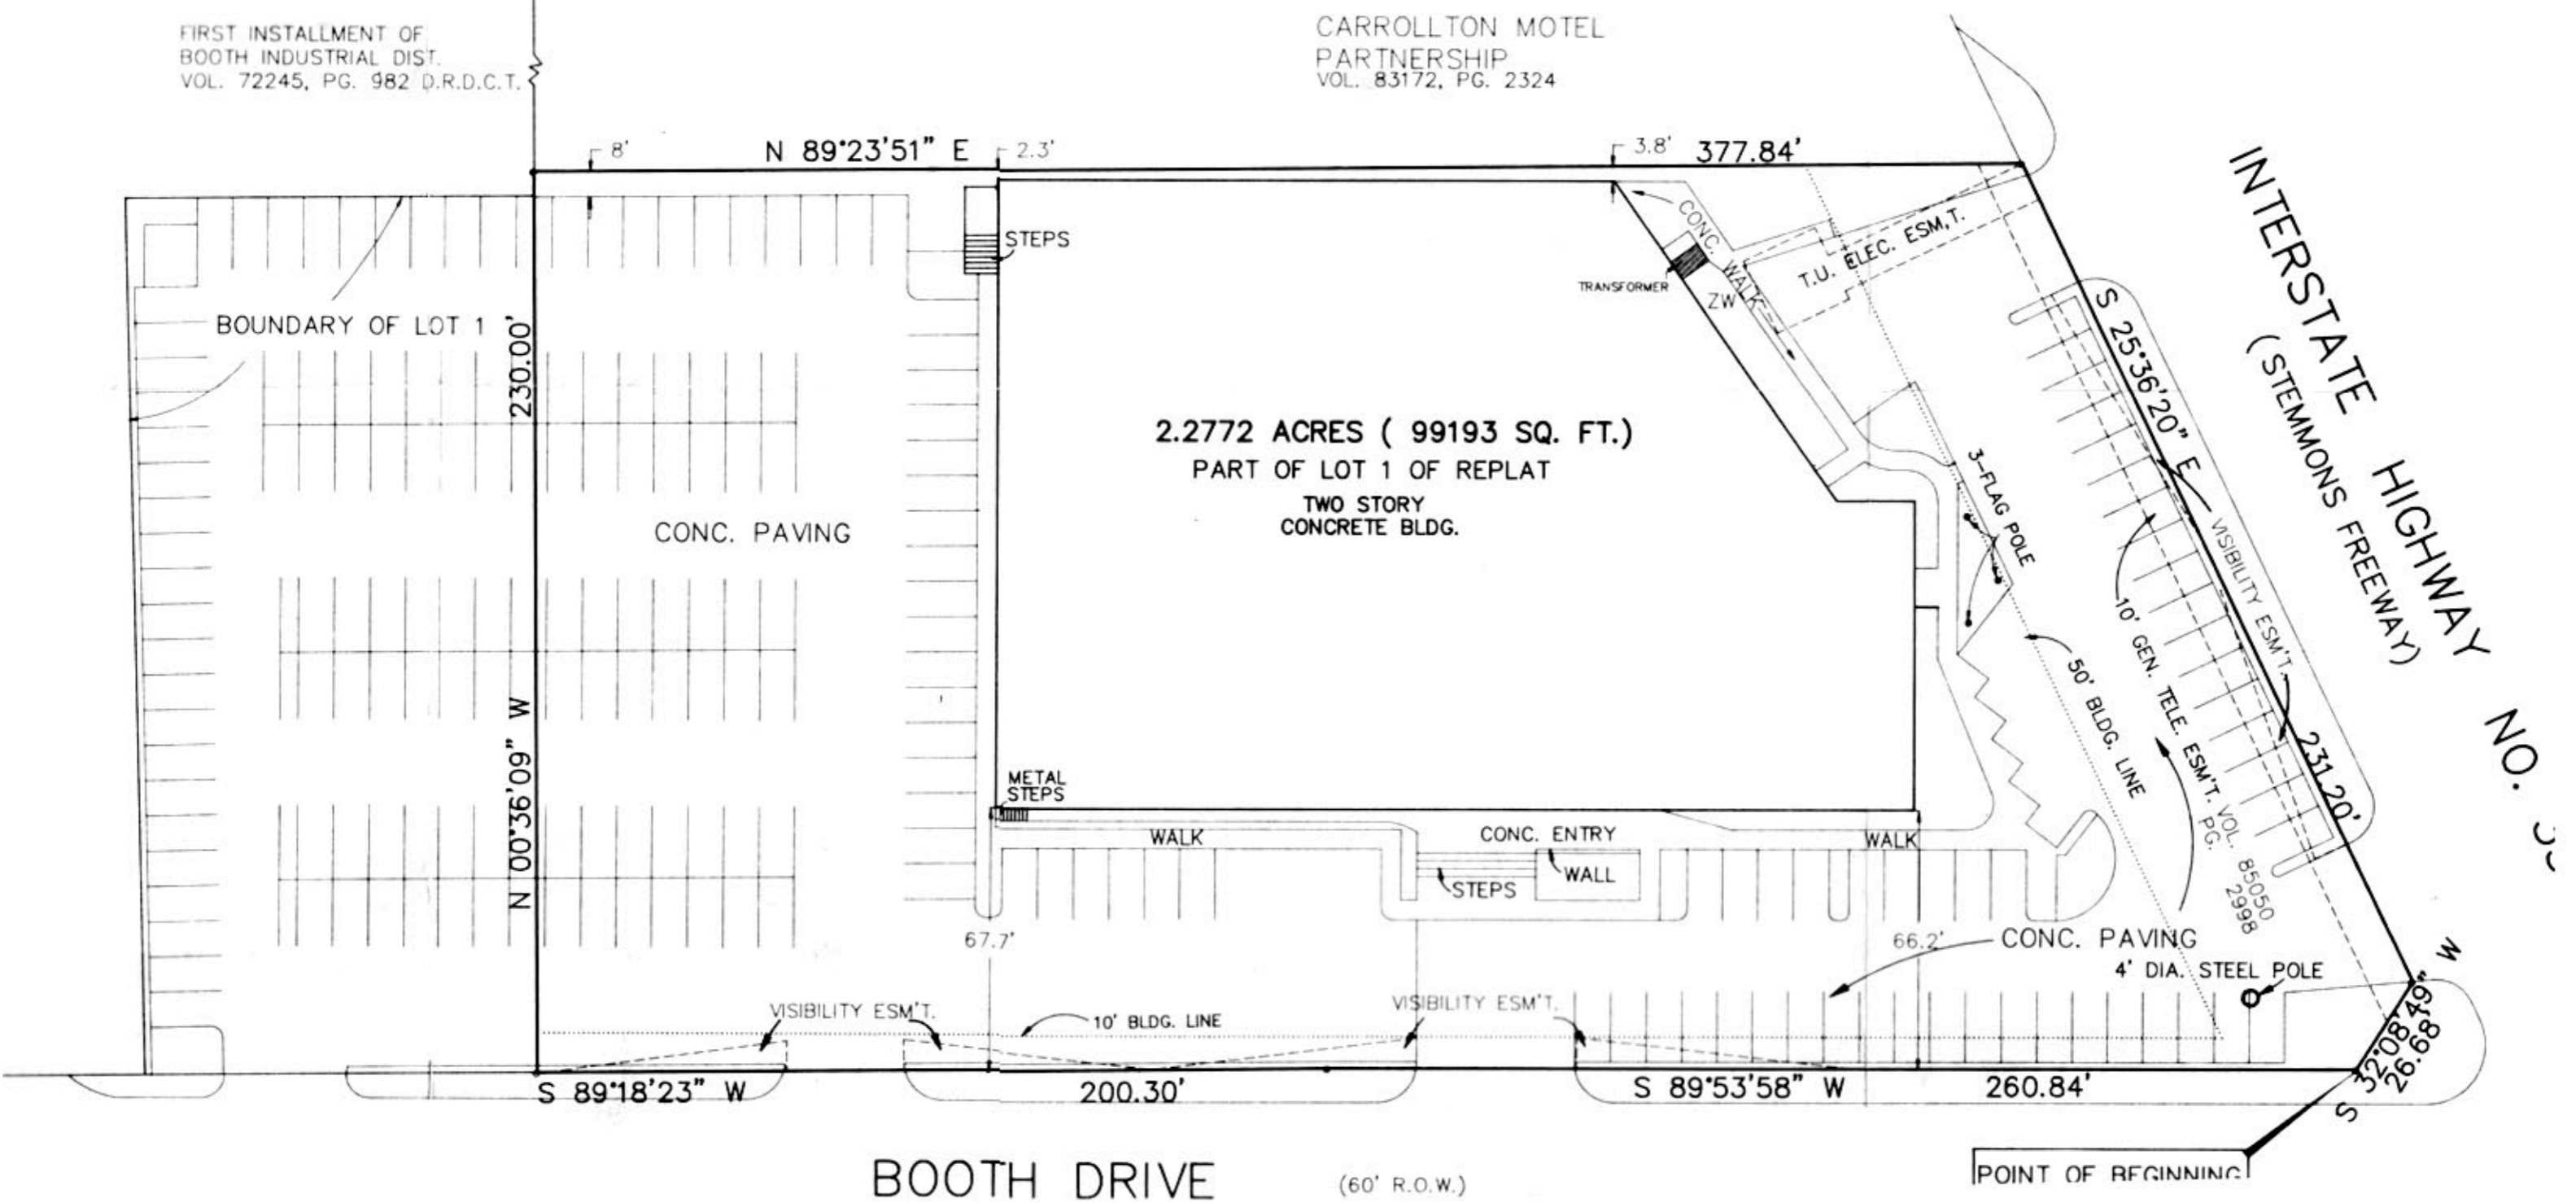 FIRST INSTALLMENT OF
BOOTH INDUSTRIAL DIST.
VOL. 72245, PG. 982 D.R.D.C.T.
CARROLLTON MOTEL
PARTNERSHIP
VOL. 83172, PG. 2324
8'
N 89°23'51" E
2.3'
3.8'
377.84'
INTERSTATE HIGHWAY NO.
(STEMMONS FREEWAY)
STEPS
CONC. WALK
TRANSFORMER
ZW
T.U. ELEC. ESM,T.
BOUNDARY OF LOT 1
230.00'
N 00°36'09" W
S 25°36'20" E
231.20'
2.2772 ACRES ( 99193 SQ. FT.)
PART OF LOT 1 OF REPLAT
TWO STORY
CONCRETE BLDG.
CONC. PAVING
3-FLAG POLE
VISIBILITY ESM'T.
10' GEN. TELE. ESM'T. VOL. 85050
PG. 2998
50' BLDG. LINE
METAL
STEPS
WALK
CONC. ENTRY
WALL
STEPS
WALK
67.7'
66.2'
CONC. PAVING
4' DIA. STEEL POLE
VISIBILITY ESM'T.
10' BLDG. LINE
VISIBILITY ESM'T.
S 32°08'49" W
26.68'
S 89°18'23" W
200.30'
S 89°53'58" W
260.84'
BOOTH DRIVE
(60' R.O.W.)
POINT OF BEGINNING